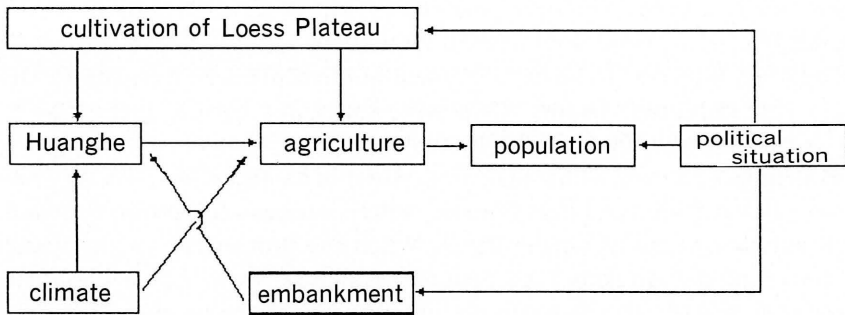 cultivation of Loess Plateau
Huanghe
agriculture
population
political
situation
climate
embankment